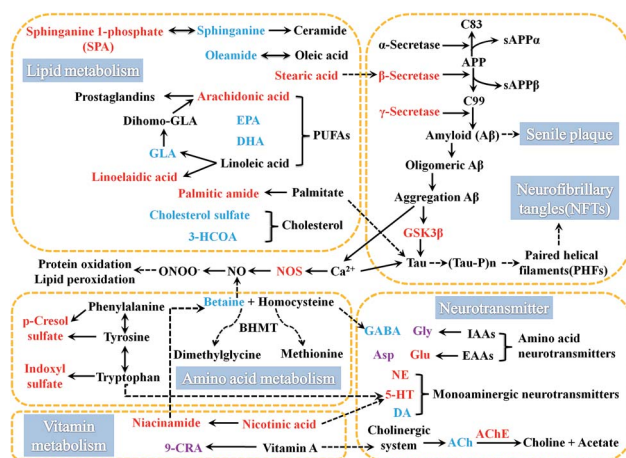 Sphinganine 1-phosphate
(SPA)
Sphinganine
Ceramide
Oleamide
Oleic acid
Lipid metabolism
Stearic acid
Prostaglandins
Arachidonic acid
Dihomo-GLA
EPA
DHA
PUFAs
GLA
Linoleic acid
Linoelaidic acid
Palmitic amide
Palmitate
Cholesterol sulfate
3-HCOA
Cholesterol
C83
α-Secretase
sAPPα
APP
β-Secretase
sAPPβ
C99
γ-Secretase
Amyloid (Aβ)
Senile plaque
Oligomeric Aβ
Aggregation Aβ
Neurofibrillary
tangles(NFTs)
GSK3β
Tau
(Tau-P)n
Paired helical
filaments(PHFs)
Protein oxidation
Lipid peroxidation
ONOO-
NO
NOS
Ca2+
Phenylalanine
p-Cresol
sulfate
Tyrosine
Indoxyl
sulfate
Tryptophan
Betaine + Homocysteine
BHMT
Dimethylglycine
Methionine
Amino acid metabolism
Neurotransmitter
GABA
Gly
IAAs
Asp
Glu
EAAs
Amino acid
neurotransmitters
NE
5-HT
DA
Monoaminergic neurotransmitters
Cholinergic
system
ACh
AChE
Choline + Acetate
Vitamin
metabolism
Niacinamide
Nicotinic acid
9-CRA
Vitamin A